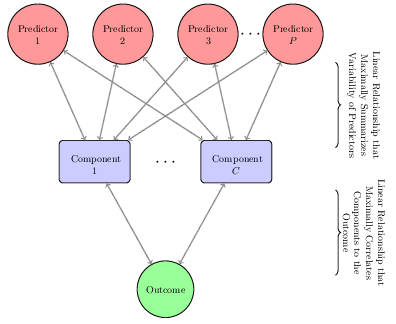 Predictor
1
Predictor
2
Predictor
3
...
Predictor
P
Linear Relationship that
Maximally Summarizes
Variability of Predictors
Component
1
...
Component
C
Linear Relationship that
Maximally Correlates
Components to the
Outcome
Outcome